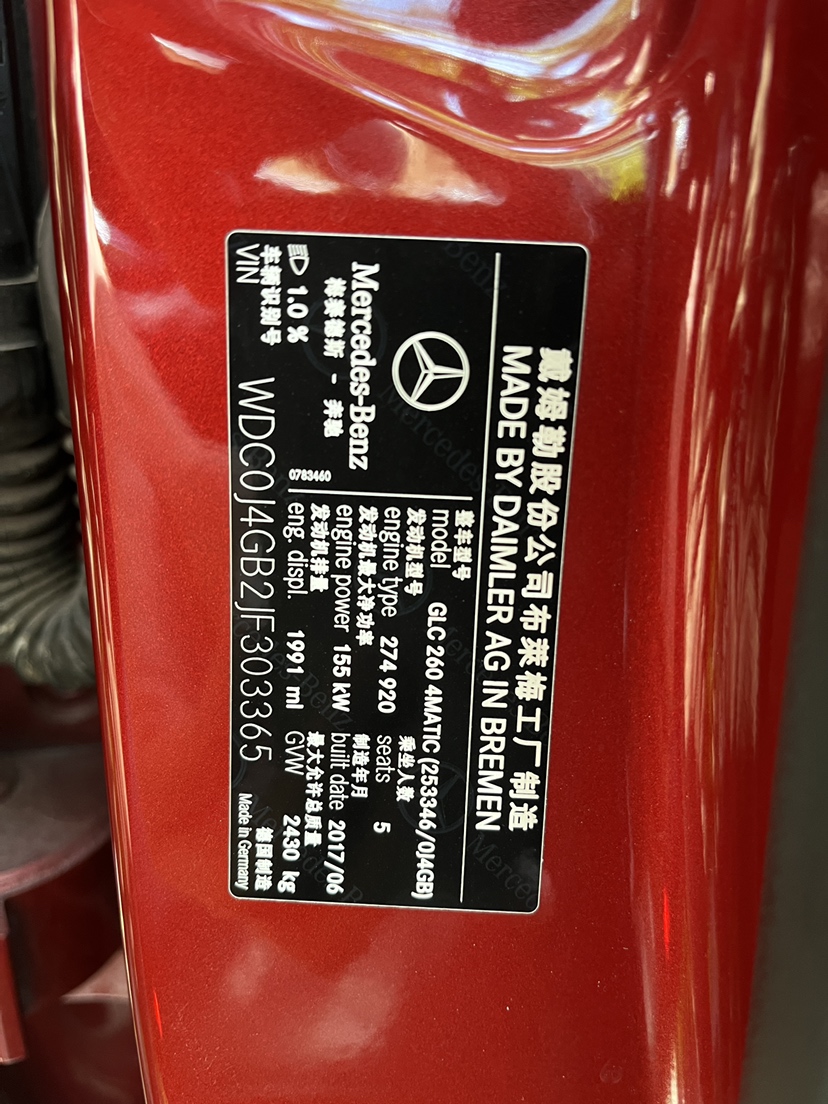 戴姆勒股份公司布莱梅工厂制造
MADE BY DAIMLER AG IN BREMEN
Mercedes-Benz
梅赛德斯 - 奔驰
1.0 %
0783460
整车型号
model GLC 260 4MATIC (253346/0J4GB)
发动机型号 乘坐人数
engine type 274 920 seats 5
发动机最大净功率 制造年月
engine power 155 kW built date 2017/06
发动机排量 最大允许总质量
eng. displ. 1991 ml GVW 2430 kg
车辆识别号 德国制造
VIN WDC0J4GB2JF303365 Made in Germany